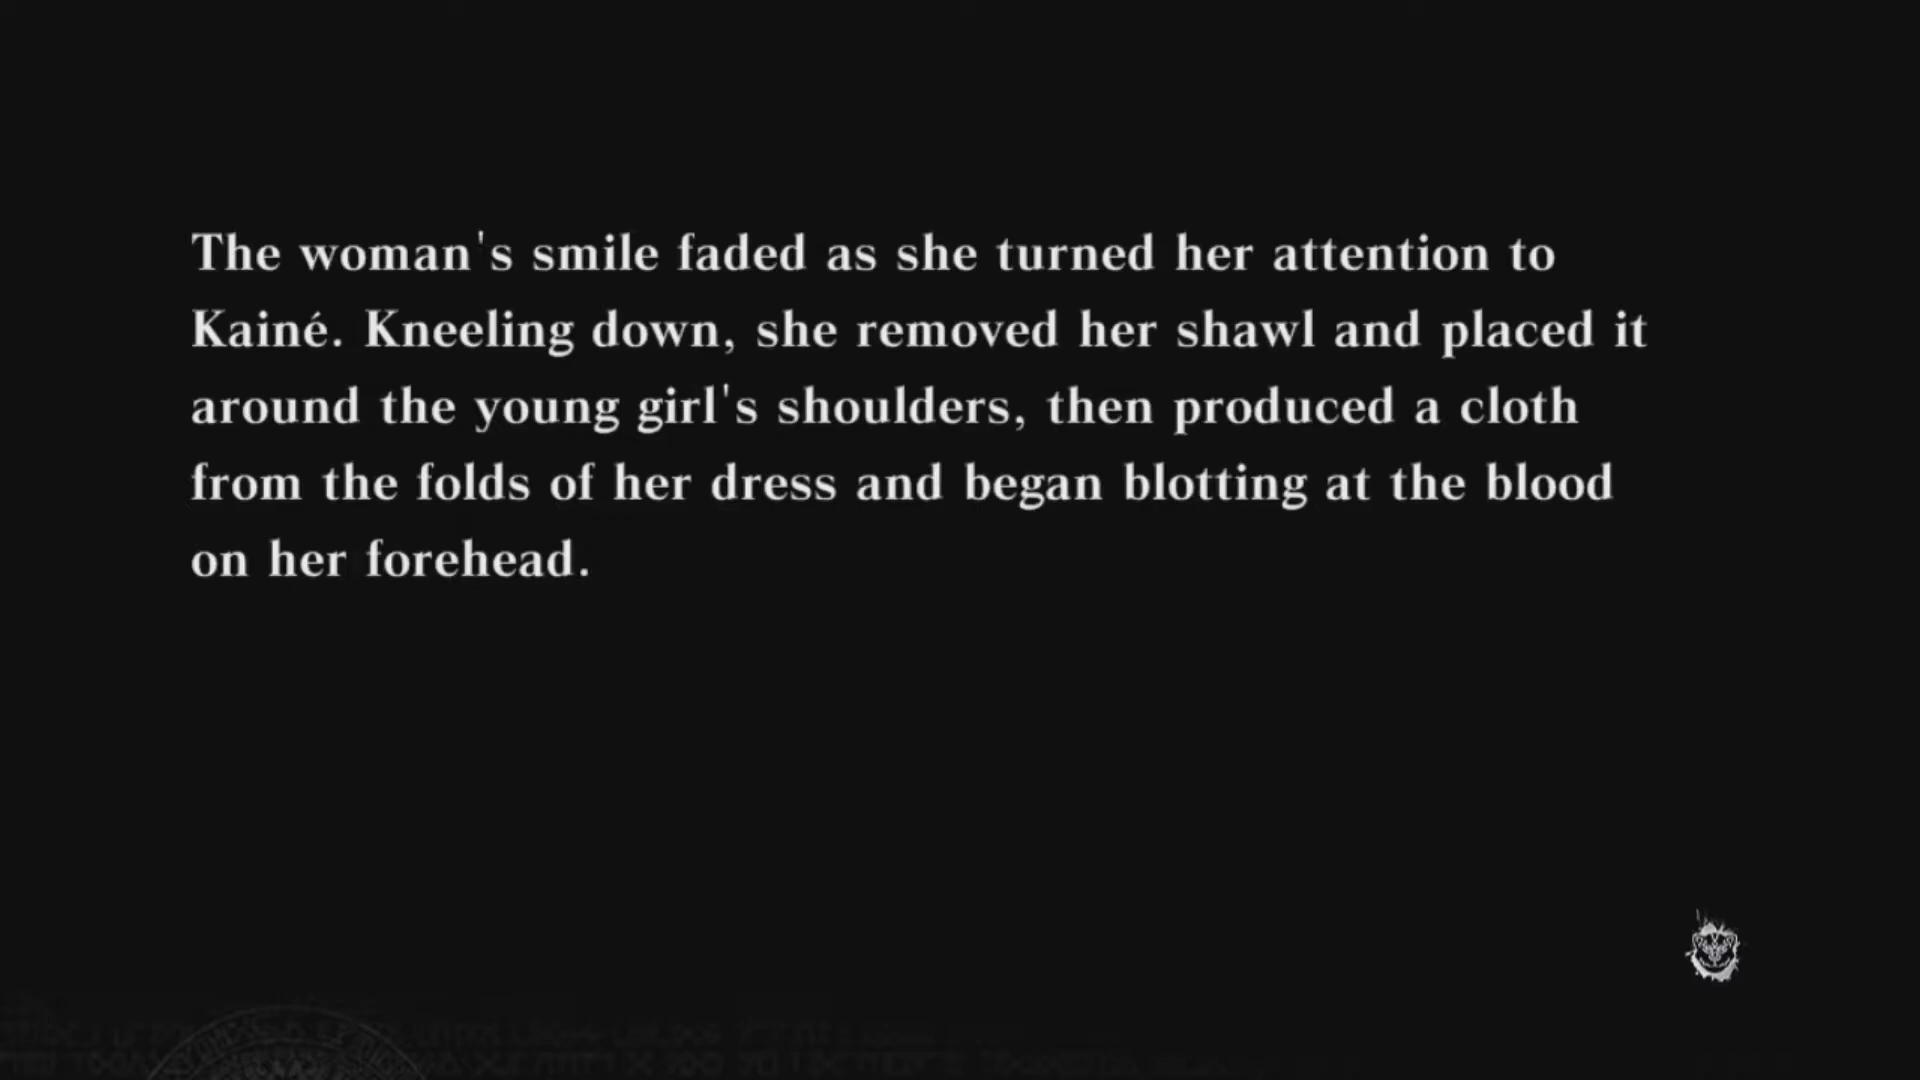 The woman's smile faded as she turned her attention to
Kainé. Kneeling down, she removed her shawl and placed it
around the young girl's shoulders, then produced a cloth
from the folds of her dress and began blotting at the blood
on her forehead.